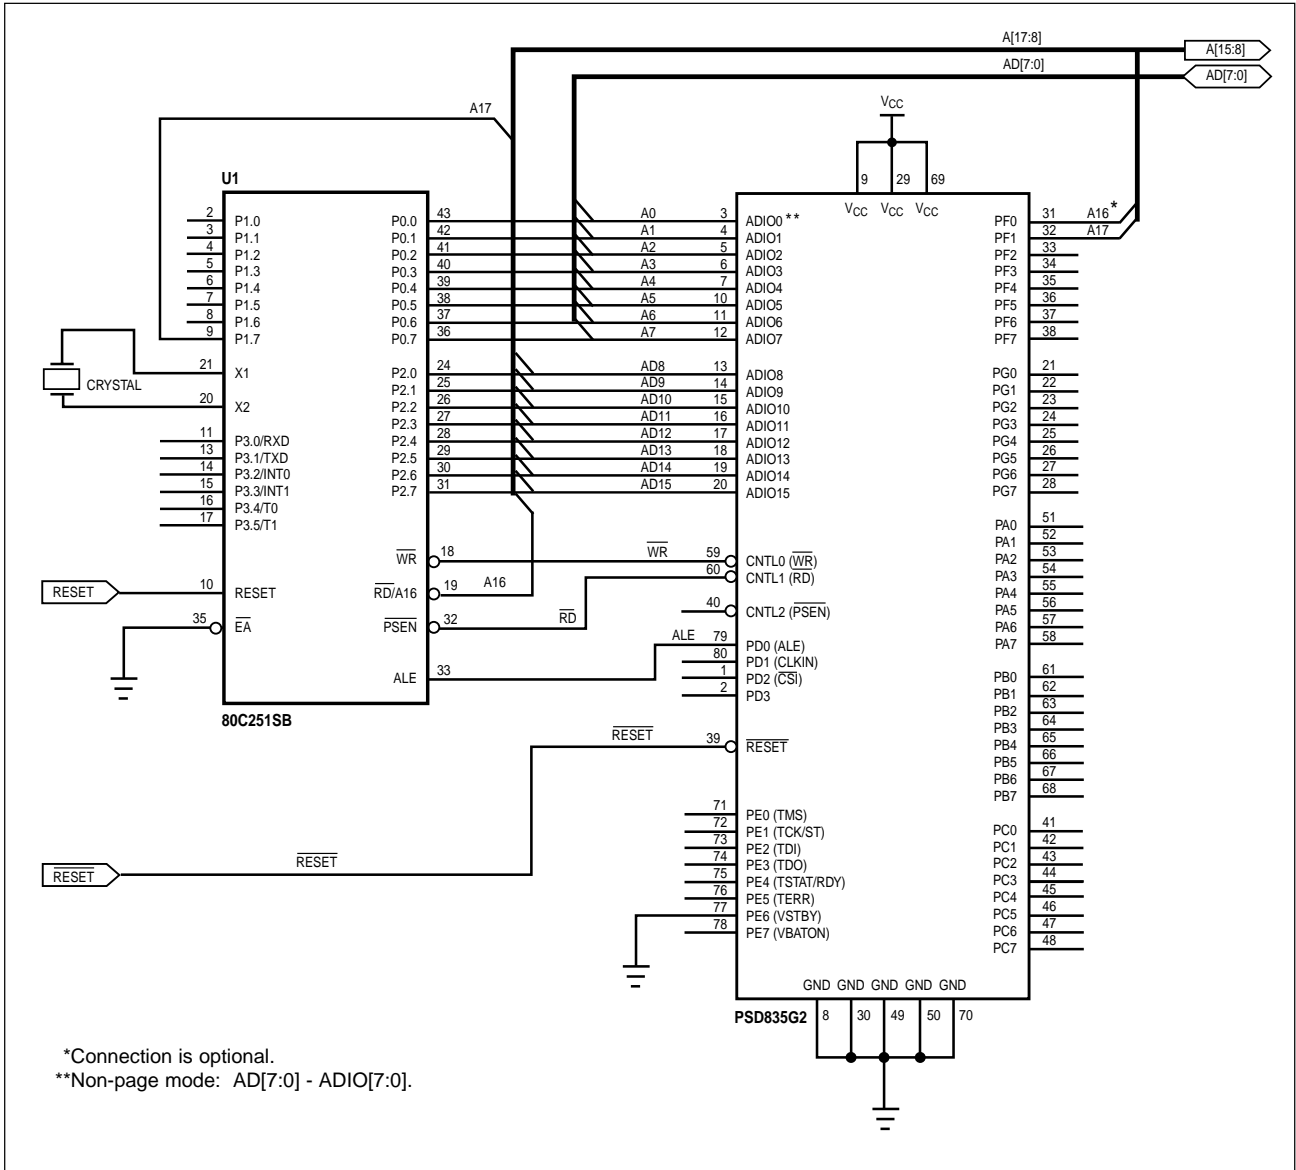 A[17:8]
A[15:8]
AD[7:0]
AD[7:0]
A17
VCC
U1
9 29 69
VCC VCC VCC
2 P1.0
3 P1.1
4 P1.2
5 P1.3
6 P1.4
7 P1.5
8 P1.6
9 P1.7
21 X1
CRYSTAL
20 X2
11 P3.0/RXD
13 P3.1/TXD
14 P3.2/INT0
15 P3.3/INT1
16 P3.4/T0
17 P3.5/T1
RESET
10 RESET
35 EA
P0.0 43 A0 3 ADIO0**
P0.1 42 A1 4 ADIO1
P0.2 41 A2 5 ADIO2
P0.3 40 A3 6 ADIO3
P0.4 39 A4 7 ADIO4
P0.5 38 A5 10 ADIO5
P0.6 37 A6 11 ADIO6
P0.7 36 A7 12 ADIO7
P2.0 24 AD8 13 ADIO8
P2.1 25 AD9 14 ADIO9
P2.2 26 AD10 15 ADIO10
P2.3 27 AD11 16 ADIO11
P2.4 28 AD12 17 ADIO12
P2.5 29 AD13 18 ADIO13
P2.6 30 AD14 19 ADIO14
P2.7 31 AD15 20 ADIO15
WR 18 WR 59 CNTL0 (WR)
60 CNTL1 (RD)
RD/A16 19 A16
40 CNTL2 (PSEN)
PSEN 32 RD
ALE 79 PD0 (ALE)
80 PD1 (CLKIN)
ALE 33
1 PD2 (CSI)
2 PD3
80C251SB
RESET 39 RESET
71 PE0 (TMS)
72 PE1 (TCK/ST)
73 PE2 (TDI)
74 PE3 (TDO)
75 PE4 (TSTAT/RDY)
76 PE5 (TERR)
77 PE6 (VSTBY)
78 PE7 (VBATON)
RESET
RESET
PF0 31 A16*
PF1 32 A17
PF2 33
PF3 34
PF4 35
PF5 36
PF6 37
PF7 38
PG0 21
PG1 22
PG2 23
PG3 24
PG4 25
PG5 26
PG6 27
PG7 28
PA0 51
PA1 52
PA2 53
PA3 54
PA4 55
PA5 56
PA6 57
PA7 58
PB0 61
PB1 62
PB2 63
PB3 64
PB4 65
PB5 66
PB6 67
PB7 68
PC0 41
PC1 42
PC2 43
PC3 44
PC4 45
PC5 46
PC6 47
PC7 48
GND GND GND GND GND
PSD835G2
8 30 49 50 70
*Connection is optional.
**Non-page mode: AD[7:0] - ADIO[7:0].